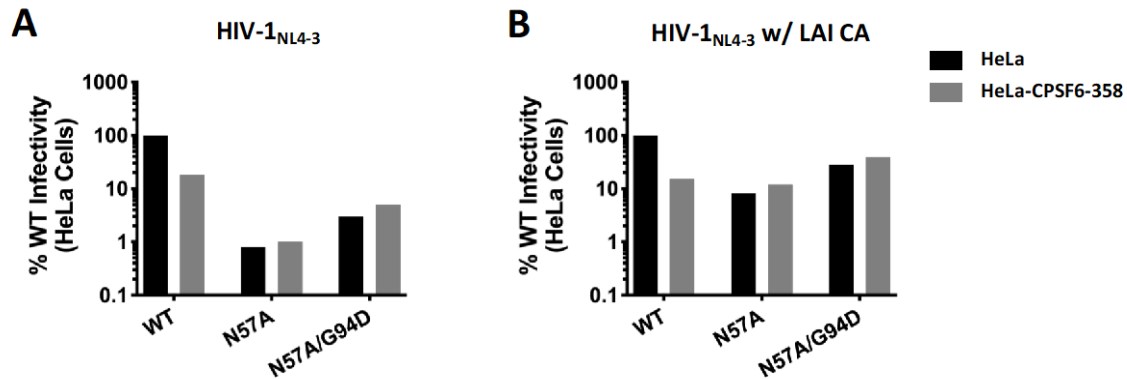 A
HIV-1NL4-3
% WT Infectivity
(HeLa Cells)
1000
100
10
1
0.1
WT
N57A
N57A/G94D
B
HIV-1NL4-3 w/ LAI CA
% WT Infectivity
(HeLa Cells)
1000
100
10
1
0.1
WT
N57A
N57A/G94D
HeLa
HeLa-CPSF6-358